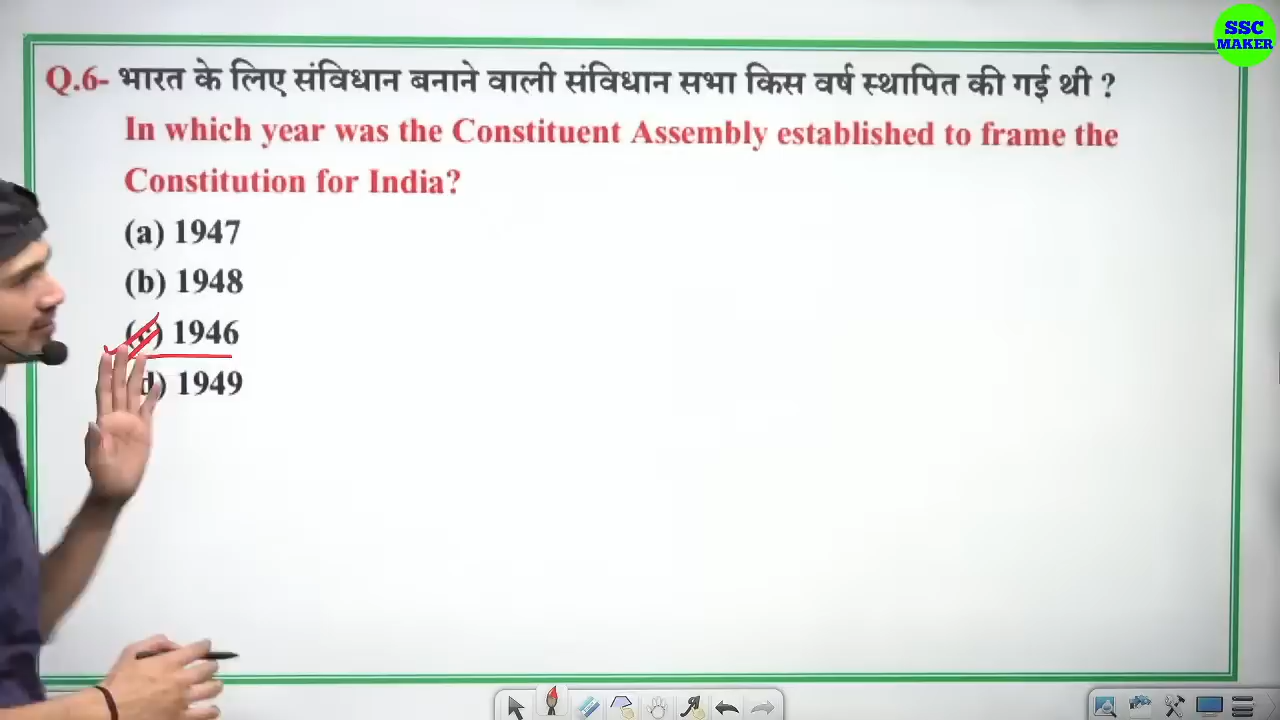 SSC
MAKER
Q.6- भारत के लिए संविधान बनाने वाली संविधान सभा किस वर्ष स्थापित की गई थी ?
In which year was the Constituent Assembly established to frame the
Constitution for India?
(a) 1947
(b) 1948
(c) 1946
(d) 1949